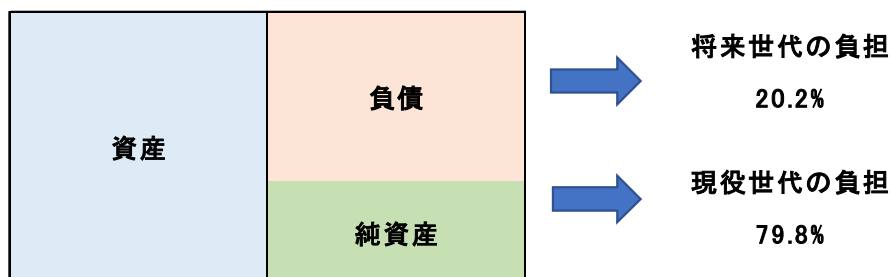 資産
負債
純資産
将来世代の負担
20.2%
現役世代の負担
79.8%